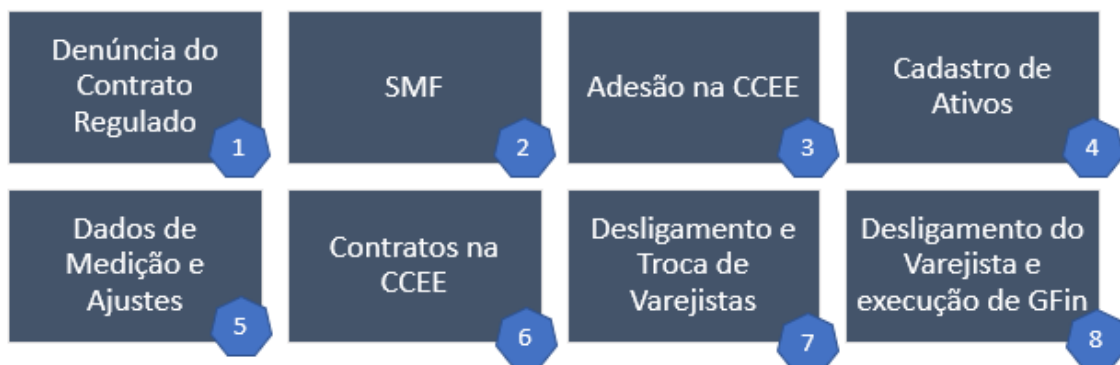 Denúncia do
Contrato
Regulado
1
SMF
2
Adesão na CCEE
3
Cadastro de
Ativos
4
Dados de
Medição e
Ajustes
5
Contratos na
CCEE
6
Desligamento e
Troca de
Varejistas
7
Desligamento do
Varejista e
execução de GFin
8